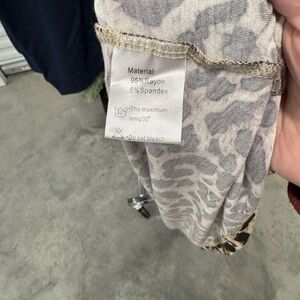 Material
95%Rayon
5%Spandex
•The maximum
temp30°
•Do not bleach